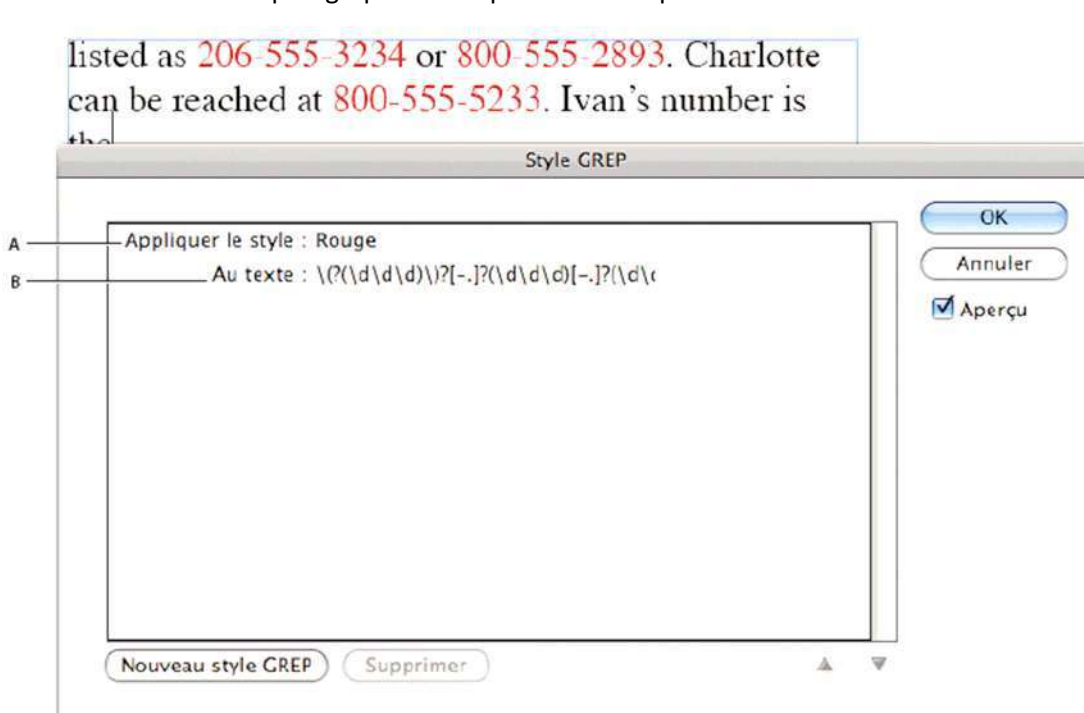 listed as 206-555-3234 or 800-555-2893. Charlotte
can be reached at 800-555-5233. Ivan's number is
the
Style GREP
OK
A
Appliquer le style : Rouge
Annuler
B
Au texte : \(?(\d\d\d)\)?[-.]?(\d\d\d)[-.]?(\d\
Aperçu
Nouveau style GREP
Supprimer